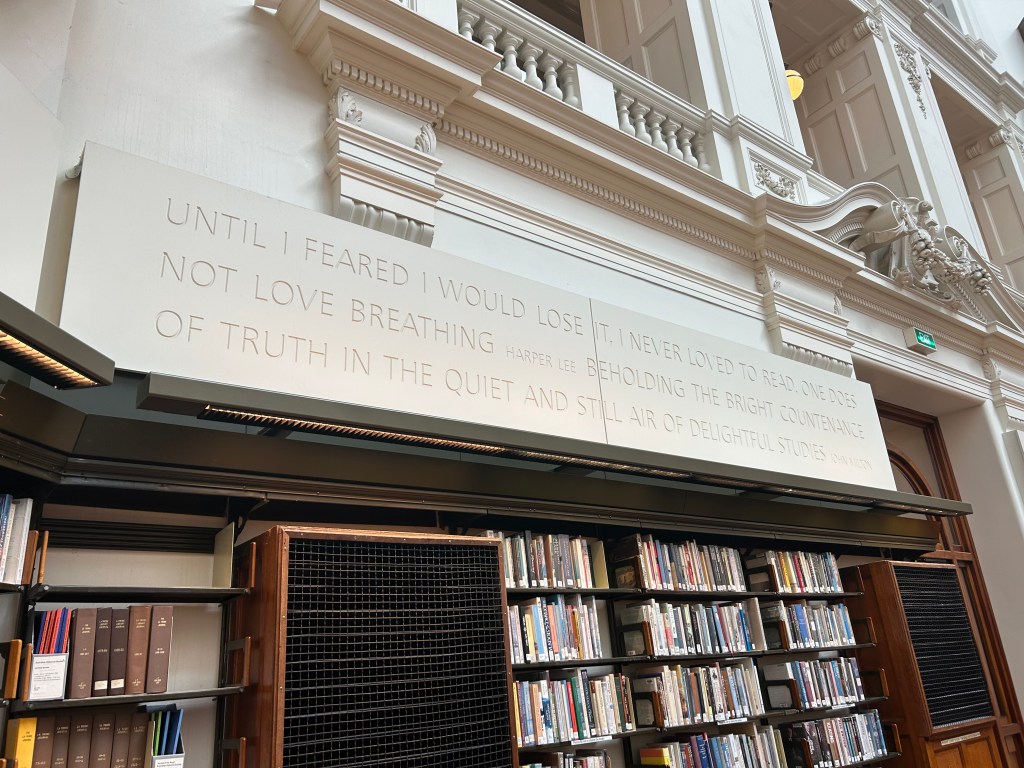 UNTIL I FEARED I WOULD LOSE IT, I NEVER LOVED TO READ. ONE DOES
NOT LOVE BREATHING HARPER LEE BEHOLDING THE BRIGHT COUNTENANCE
OF TRUTH IN THE QUIET AND STILL AIR OF DELIGHTFUL STUDIES JOHN MILTON